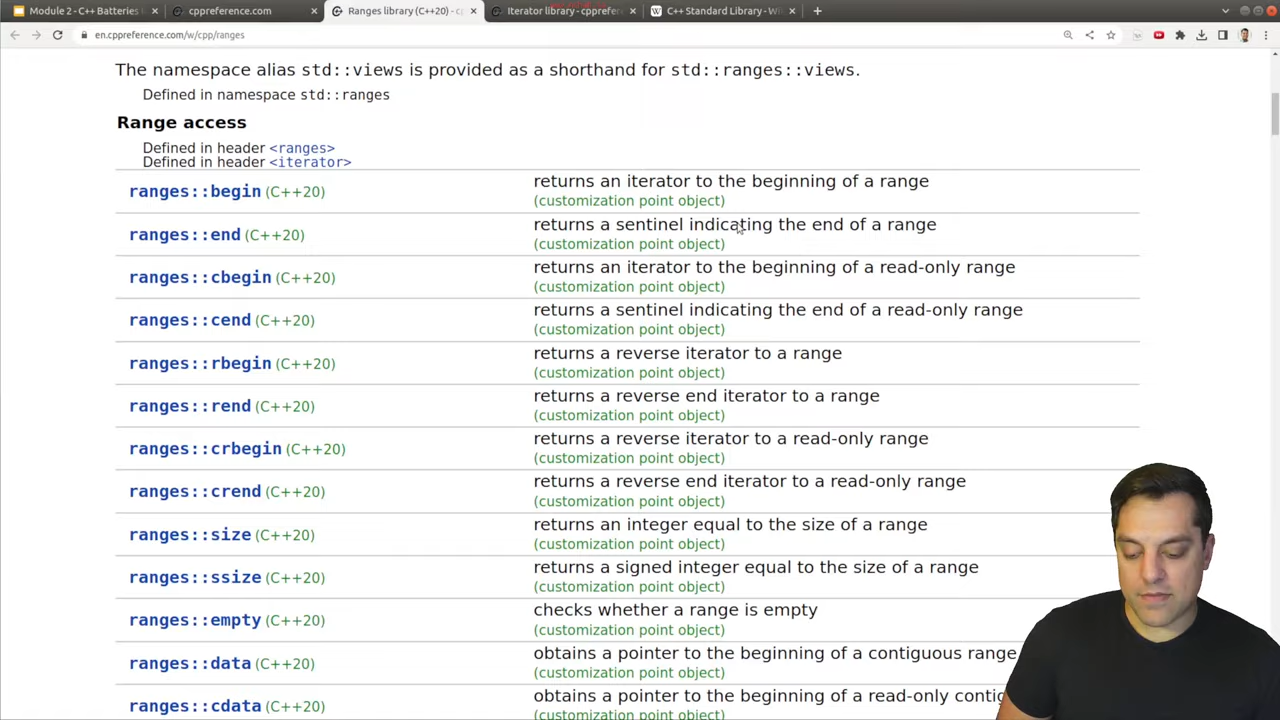 Module 2 - C++ Batteries
cppreference.com
Ranges library (C++20) - c
Iterator library - cpprefere
C++ Standard Library - Wi
en.cppreference.com/w/cpp/ranges
The namespace alias std::views is provided as a shorthand for std::ranges::views.
Defined in namespace std::ranges
Range access
Defined in header <ranges>
Defined in header <iterator>
ranges::begin (C++20) returns an iterator to the beginning of a range
(customization point object)
ranges::end (C++20) returns a sentinel indicating the end of a range
(customization point object)
ranges::cbegin (C++20) returns an iterator to the beginning of a read-only range
(customization point object)
ranges::cend (C++20) returns a sentinel indicating the end of a read-only range
(customization point object)
ranges::rbegin (C++20) returns a reverse iterator to a range
(customization point object)
ranges::rend (C++20) returns a reverse end iterator to a range
(customization point object)
ranges::crbegin (C++20) returns a reverse iterator to a read-only range
(customization point object)
ranges::crend (C++20) returns a reverse end iterator to a read-only range
(customization point object)
ranges::size (C++20) returns an integer equal to the size of a range
(customization point object)
ranges::ssize (C++20) returns a signed integer equal to the size of a range
(customization point object)
ranges::empty (C++20) checks whether a range is empty
(customization point object)
ranges::data (C++20) obtains a pointer to the beginning of a contiguous range
(customization point object)
ranges::cdata (C++20) obtains a pointer to the beginning of a read-only contig
(customization point object)